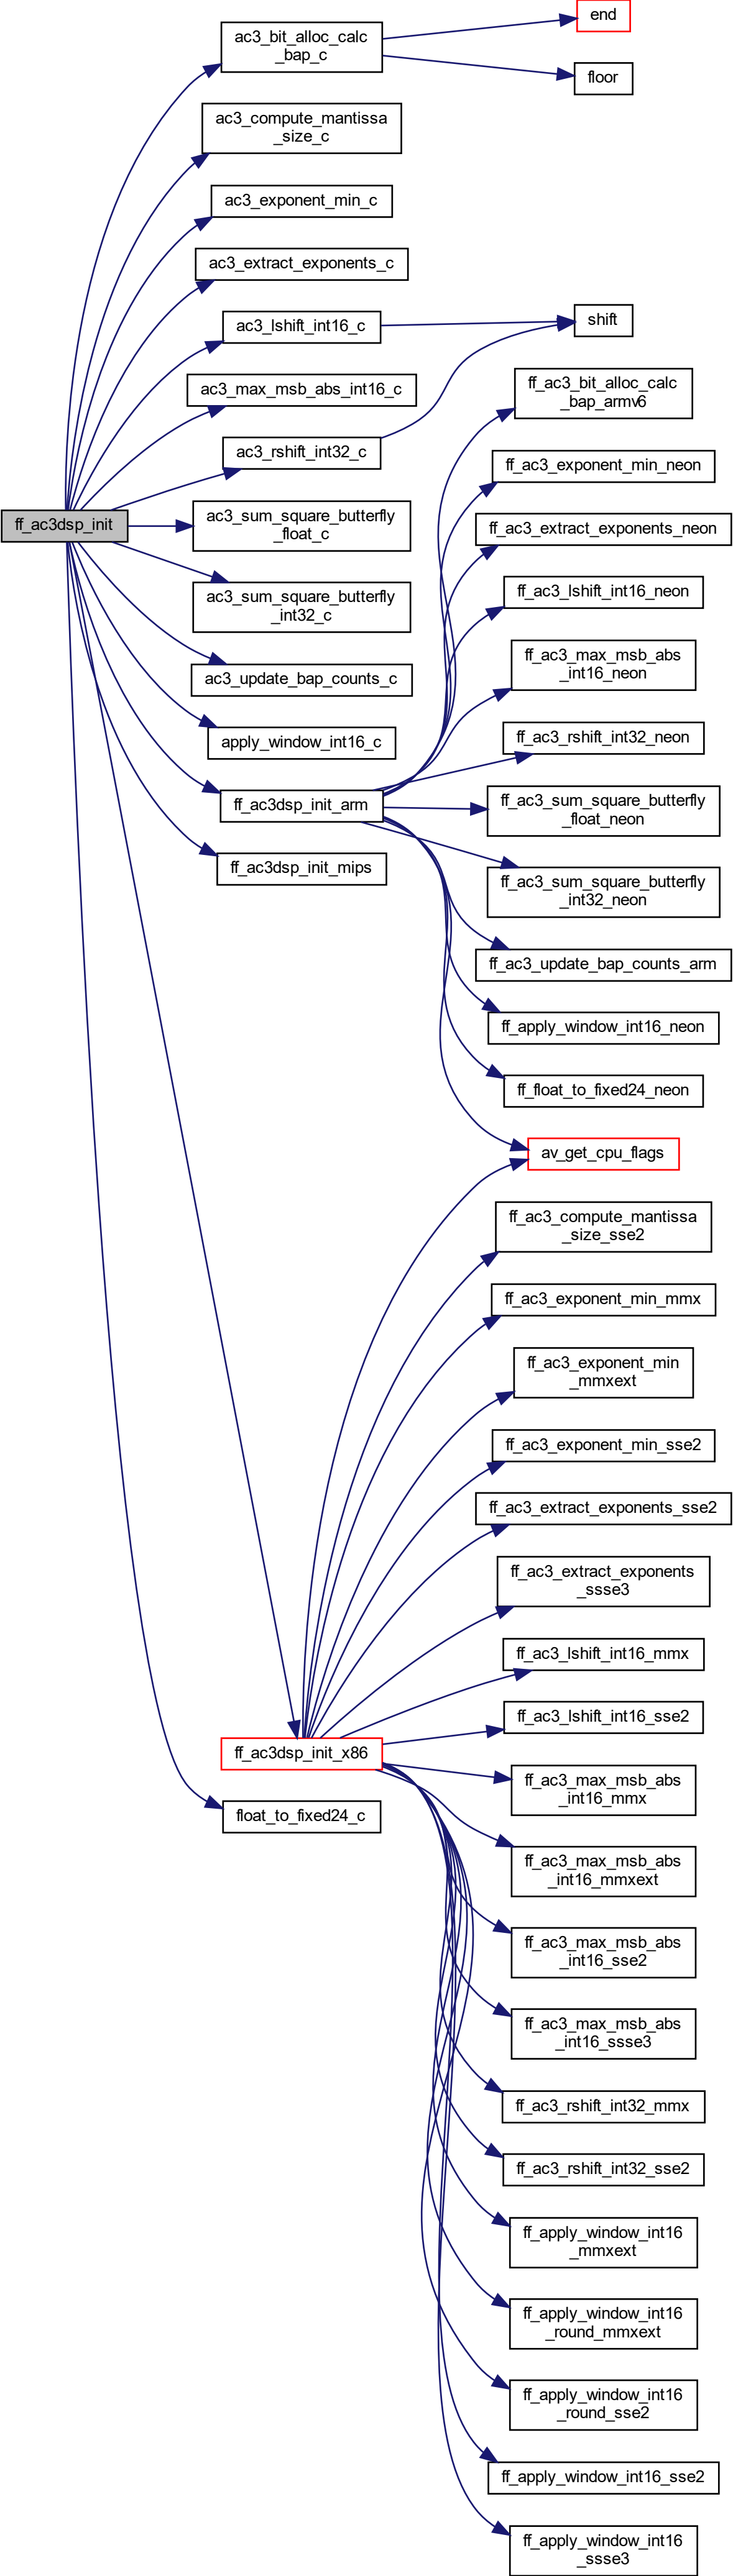 ff_ac3dsp_init
ac3_bit_alloc_calc
_bap_c
ac3_compute_mantissa
_size_c
ac3_exponent_min_c
ac3_extract_exponents_c
ac3_lshift_int16_c
ac3_max_msb_abs_int16_c
ac3_rshift_int32_c
ac3_sum_square_butterfly
_float_c
ac3_sum_square_butterfly
_int32_c
ac3_update_bap_counts_c
apply_window_int16_c
ff_ac3dsp_init_arm
ff_ac3dsp_init_mips
ff_ac3dsp_init_x86
float_to_fixed24_c
end
floor
shift
ff_ac3_bit_alloc_calc
_bap_armv6
ff_ac3_exponent_min_neon
ff_ac3_extract_exponents_neon
ff_ac3_lshift_int16_neon
ff_ac3_max_msb_abs
_int16_neon
ff_ac3_rshift_int32_neon
ff_ac3_sum_square_butterfly
_float_neon
ff_ac3_sum_square_butterfly
_int32_neon
ff_ac3_update_bap_counts_arm
ff_apply_window_int16_neon
ff_float_to_fixed24_neon
av_get_cpu_flags
ff_ac3_compute_mantissa
_size_sse2
ff_ac3_exponent_min_mmx
ff_ac3_exponent_min
_mmxext
ff_ac3_exponent_min_sse2
ff_ac3_extract_exponents_sse2
ff_ac3_extract_exponents
_ssse3
ff_ac3_lshift_int16_mmx
ff_ac3_lshift_int16_sse2
ff_ac3_max_msb_abs
_int16_mmx
ff_ac3_max_msb_abs
_int16_mmxext
ff_ac3_max_msb_abs
_int16_sse2
ff_ac3_max_msb_abs
_int16_ssse3
ff_ac3_rshift_int32_mmx
ff_ac3_rshift_int32_sse2
ff_apply_window_int16
_mmxext
ff_apply_window_int16
_round_mmxext
ff_apply_window_int16
_round_sse2
ff_apply_window_int16_sse2
ff_apply_window_int16
_ssse3